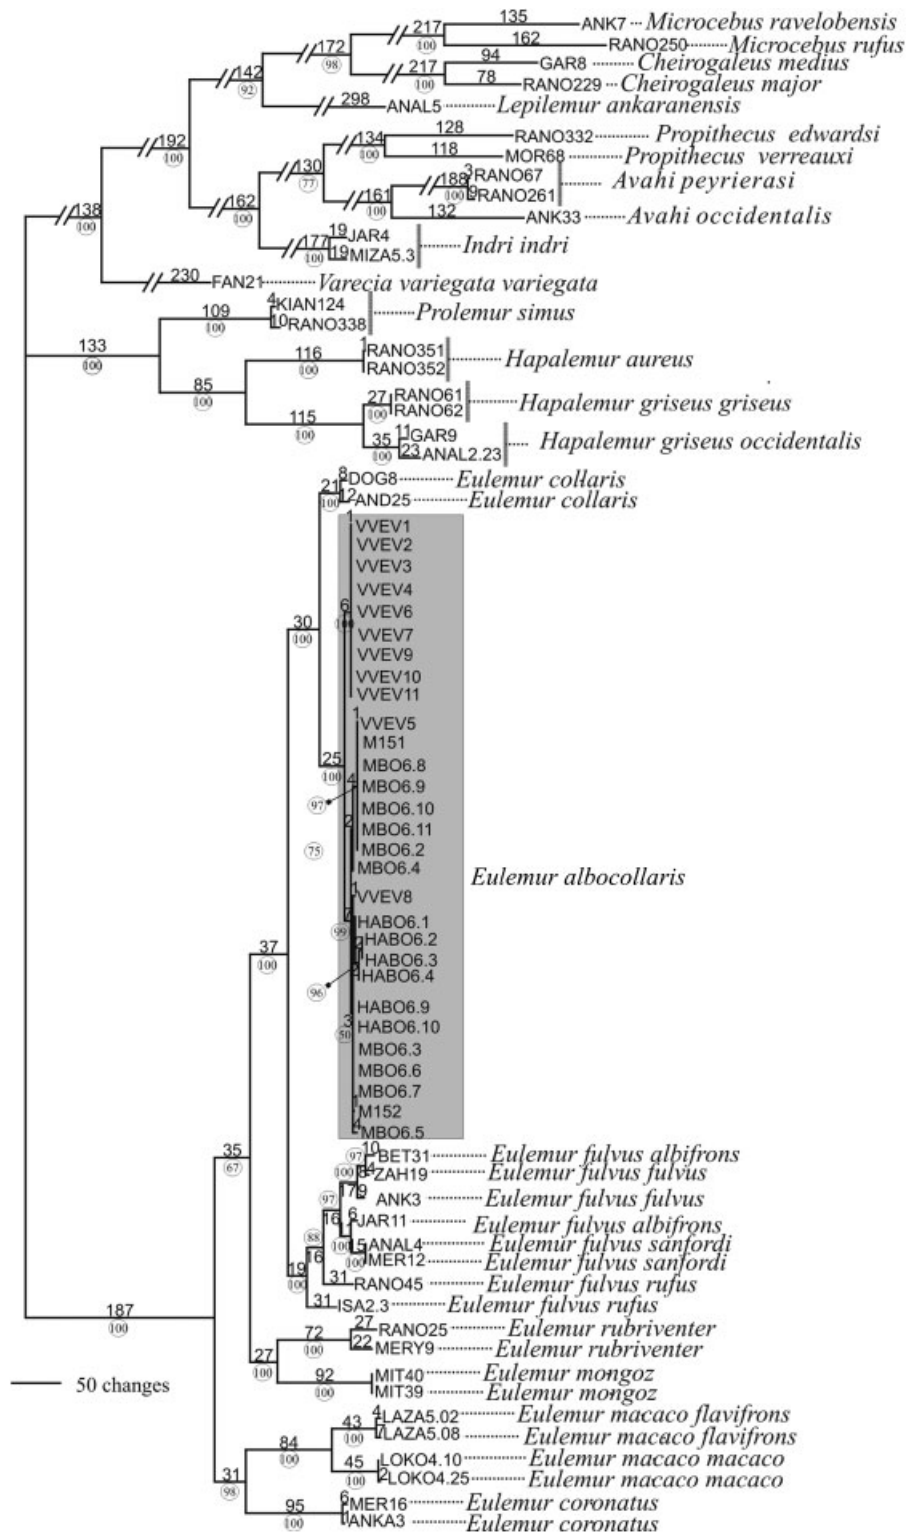 135 ANK7 Microcebus ravelobensis
217 100
162 RANO250 Microcebus rufus
172 98
94 GAR8 Cheirogaleus medius
217 100
78 RANO229 Cheirogaleus major
142 92
298 ANAL5 Lepilemur ankaranensis
192 100
128 RANO332 Propithecus edwardsi
134 100
118 MOR68 Propithecus verreauxi
130 77
3 RANO67
188 100
Avahi peyrierasi
9 RANO261
161 100
162 100
132 ANK33 Avahi occidentalis
138 100
19 JAR4
177 100
Indri indri
19 MIZA5.3
230 FAN21 Varecia variegata variegata
4 KIAN124
109 100
Prolemur simus
10 RANO338
133 100
1 RANO351
116 100
Hapalemur aureus
RANO352
85 100
27 100
RANO61
Hapalemur griseus griseus
RANO62
115 100
11 GAR9
35 100
Hapalemur griseus occidentalis
23 ANAL2.23
8 DOG8 Eulemur collaris
21 100
12 AND25 Eulemur collaris
1
VVEV1
VVEV2
VVEV3
VVEV4
6 100
VVEV6
30 100
VVEV7
VVEV9
VVEV10
VVEV11
1
VVEV5
M151
25 100
MBO6.8
4
MBO6.9
97
MBO6.10
2
MBO6.11
75
MBO6.2
MBO6.4
Eulemur albocollaris
1
VVEV8
7 99
HABO6.1
HABO6.2
37 100
HABO6.3
HABO6.4
96
HABO6.9
3 50
HABO6.10
MBO6.3
MBO6.6
MBO6.7
1
M152
4
MBO6.5
35 67
10 BET31 Eulemur fulvus albifrons
97
100
84 ZAH19 Eulemur fulvus fulvus
97
17 9 ANK3 Eulemur fulvus fulvus
16 6 JAR11 Eulemur fulvus albifrons
88
100
15 ANAL4 Eulemur fulvus sanfordi
16
100
MER12 Eulemur fulvus sanfordi
19 100
31 RANO45 Eulemur fulvus rufus
31 ISA2.3 Eulemur fulvus rufus
187 100
27 RANO25 Eulemur rubriventer
72 100
22 MERY9 Eulemur rubriventer
27 100
MIT40 Eulemur mongoz
92 100
MIT39 Eulemur mongoz
50 changes
4 LAZA5.02 Eulemur macaco flavifrons
43 100
7 LAZA5.08 Eulemur macaco flavifrons
84 100
LOKO4.10 Eulemur macaco macaco
45 100
2 LOKO4.25 Eulemur macaco macaco
31 98
6 MER16 Eulemur coronatus
95 100
1 ANKA3 Eulemur coronatus